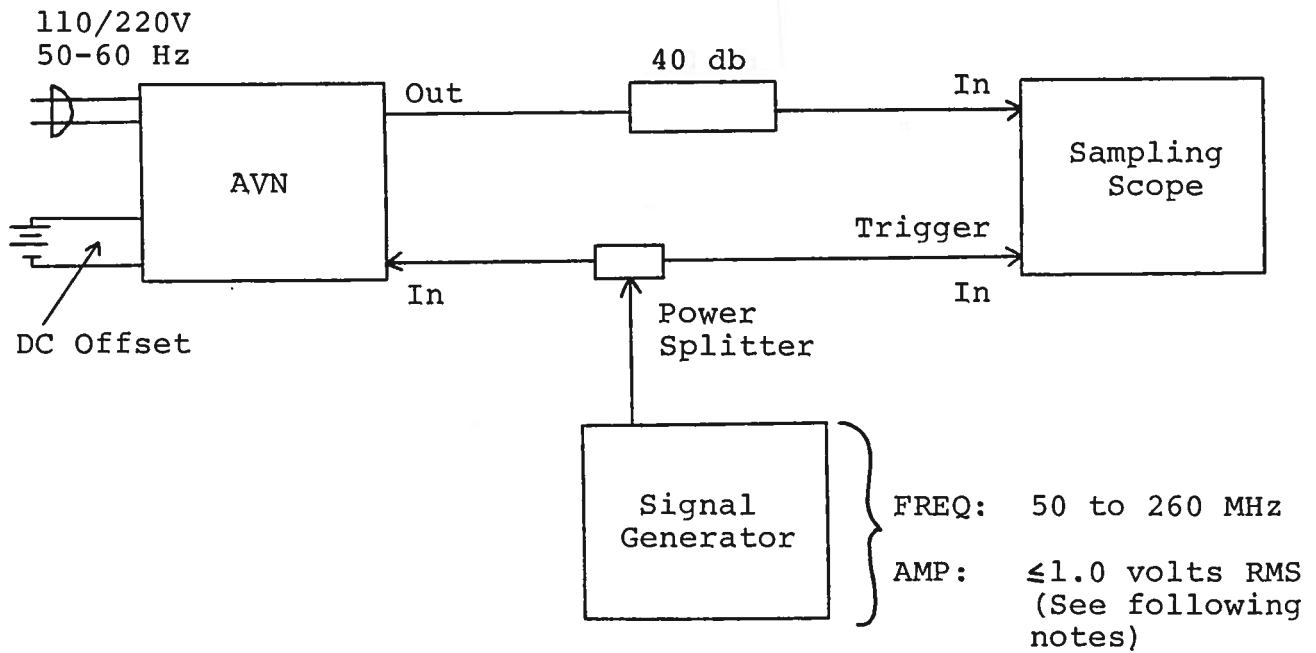 110/220V
50-60 Hz
40 db
Out
In
AVN
Sampling
Scope
Trigger
In
In
DC Offset
Power
Splitter
Signal
Generator
FREQ: 50 to 260 MHz
AMP: ≤1.0 volts RMS
(See following
notes)